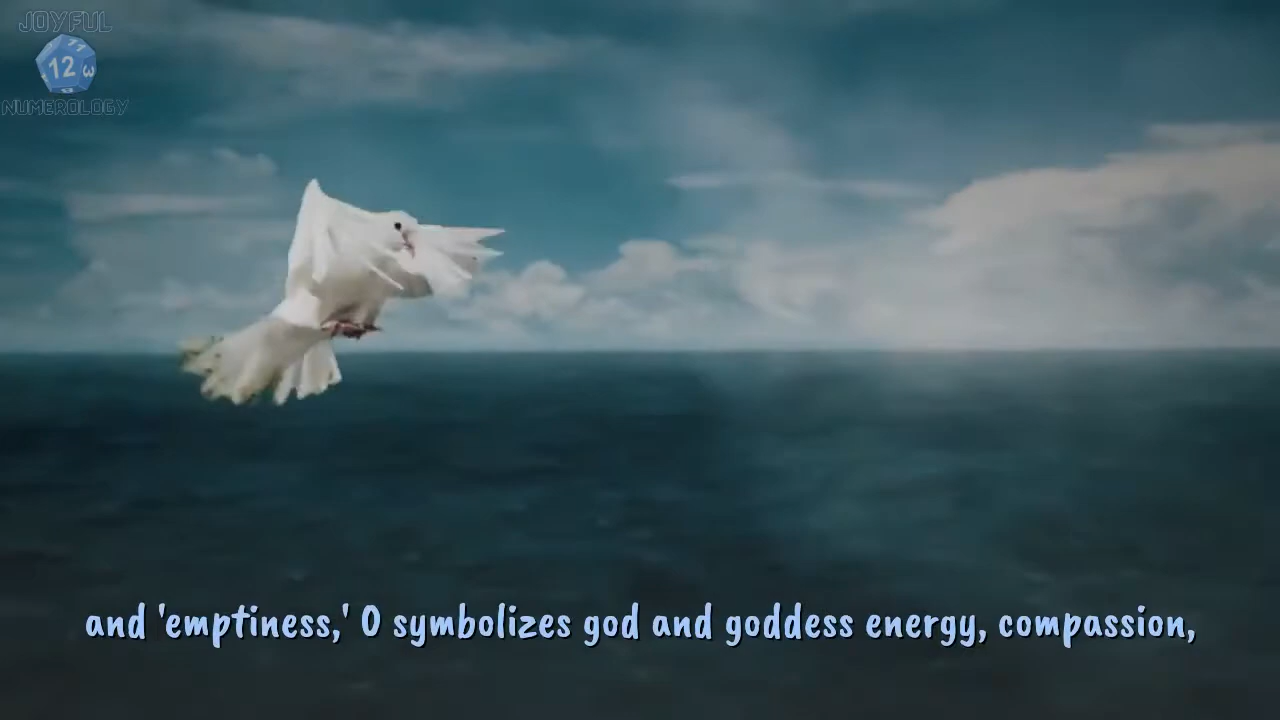 JOYFUL
12
NUMEROLOGY
and 'emptiness,' 0 symbolizes god and goddess energy, compassion,